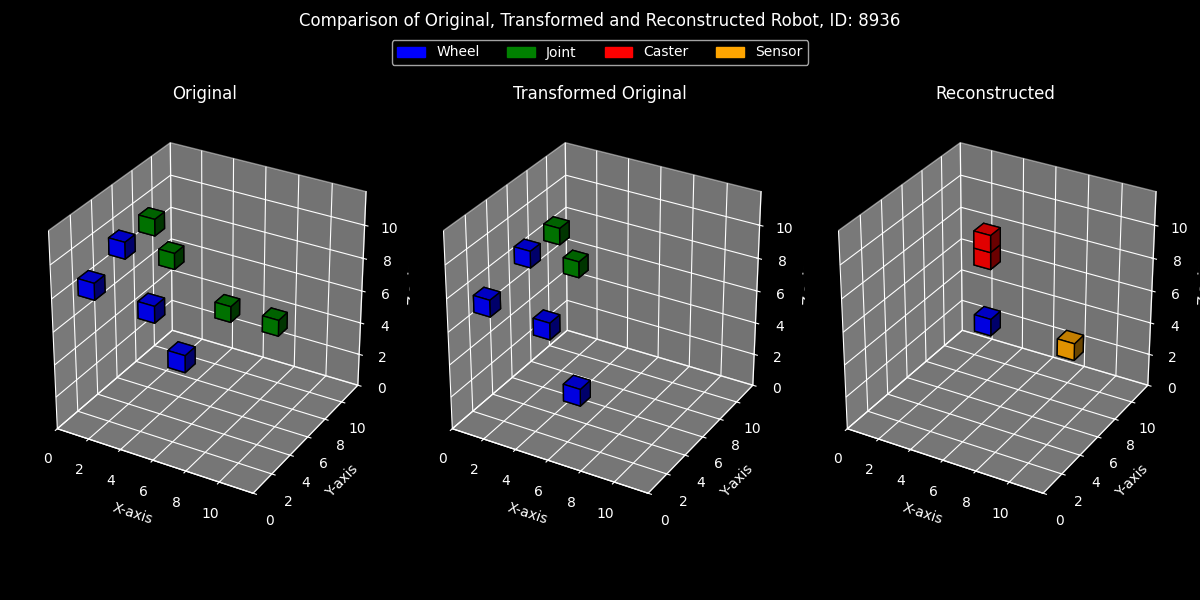 Comparison of Original, Transformed and Reconstructed Robot, ID: 8936
Wheel Joint Caster Sensor
Original Transformed Original Reconstructed
10 10 10
8 8 8
6 6 6
4 4 4
2 2 2
0 0 0
0 2 4 6 8 10
X-axis
0 2 4 6 8 10
Y-axis
0 2 4 6 8 10
X-axis
0 2 4 6 8 10
Y-axis
0 2 4 6 8 10
X-axis
0 2 4 6 8 10
Y-axis